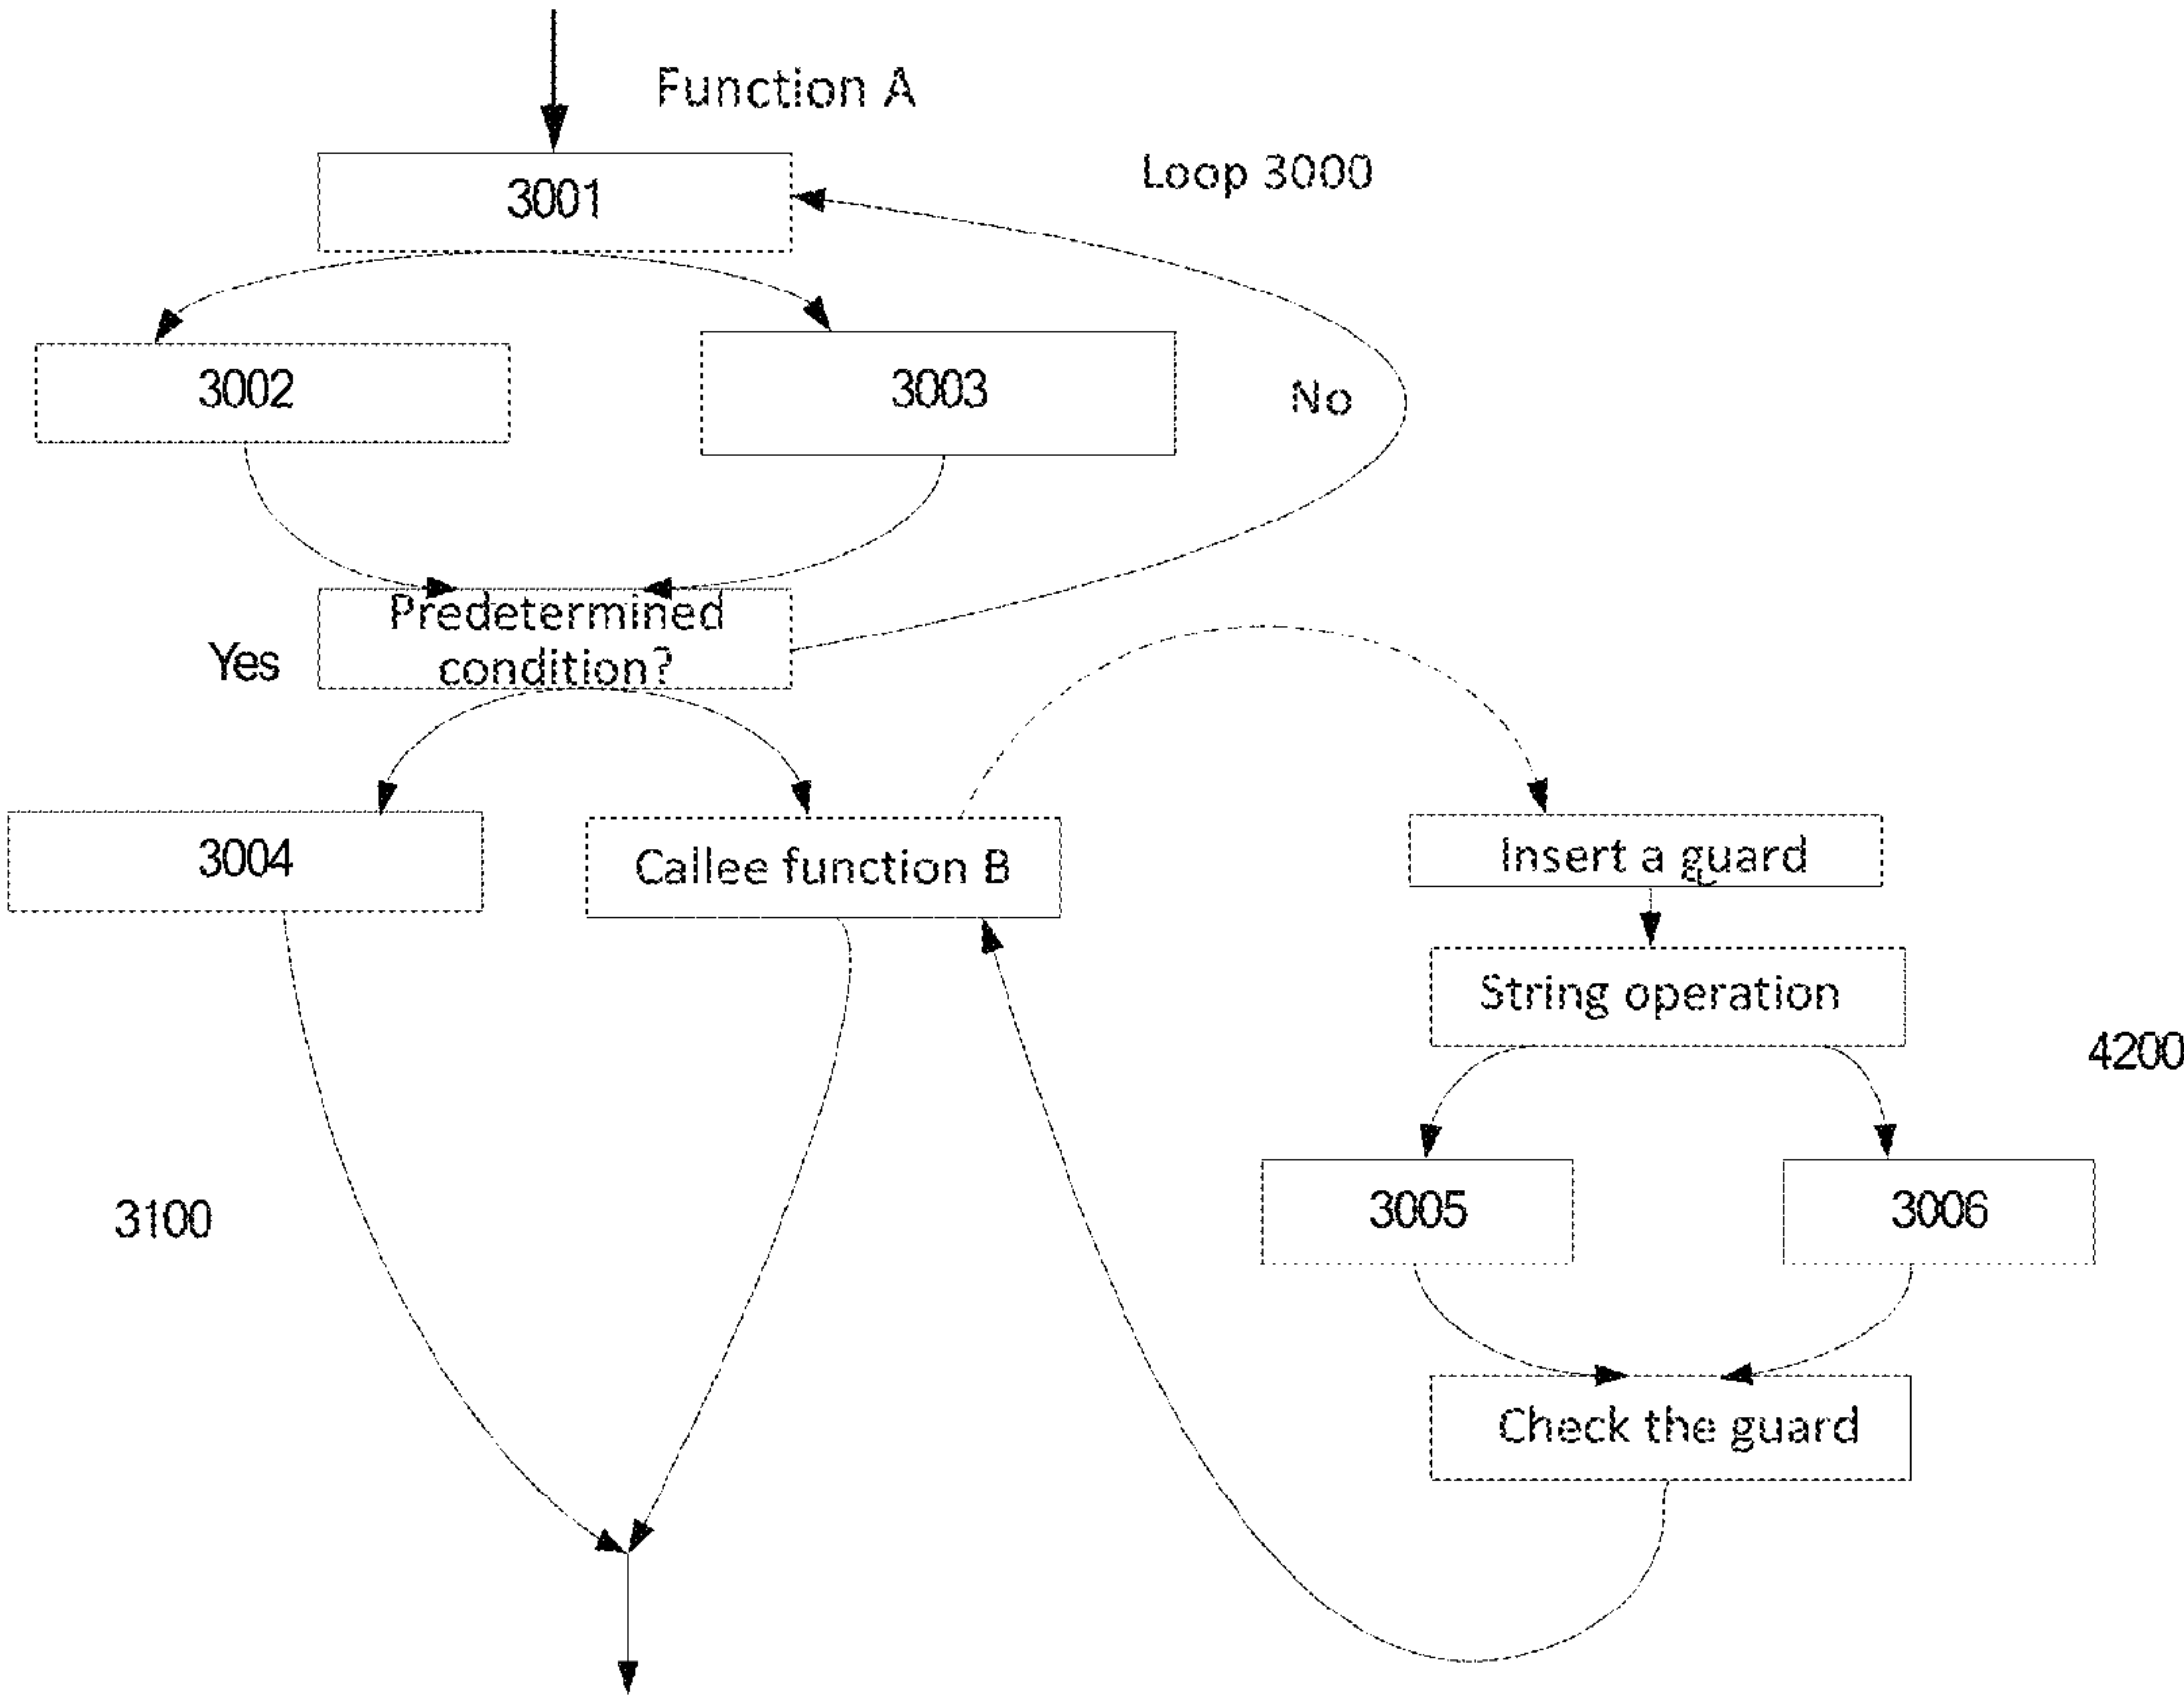 Function A
Loop 3000
3001
3002
3003
No
Predetermined
condition?
Yes
3004
Callee function B
Insert a guard
String operation
4200
3005
3006
3100
Check the guard